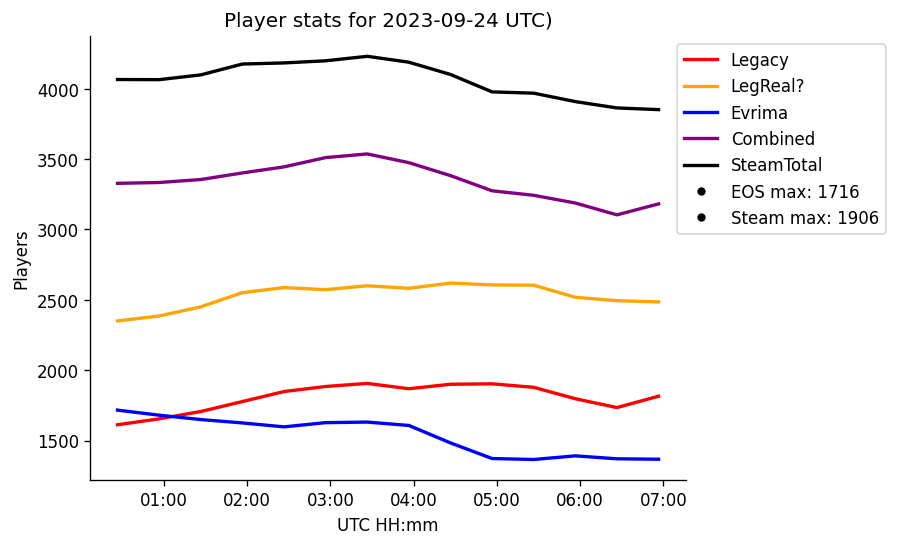 Player stats for 2023-09-24 UTC)
Legacy
LegReal?
Evrima
Combined
SteamTotal
EOS max: 1716
Steam max: 1906
Players
4000
3500
3000
2500
2000
1500
01:00 02:00 03:00 04:00 05:00 06:00 07:00
UTC HH:mm